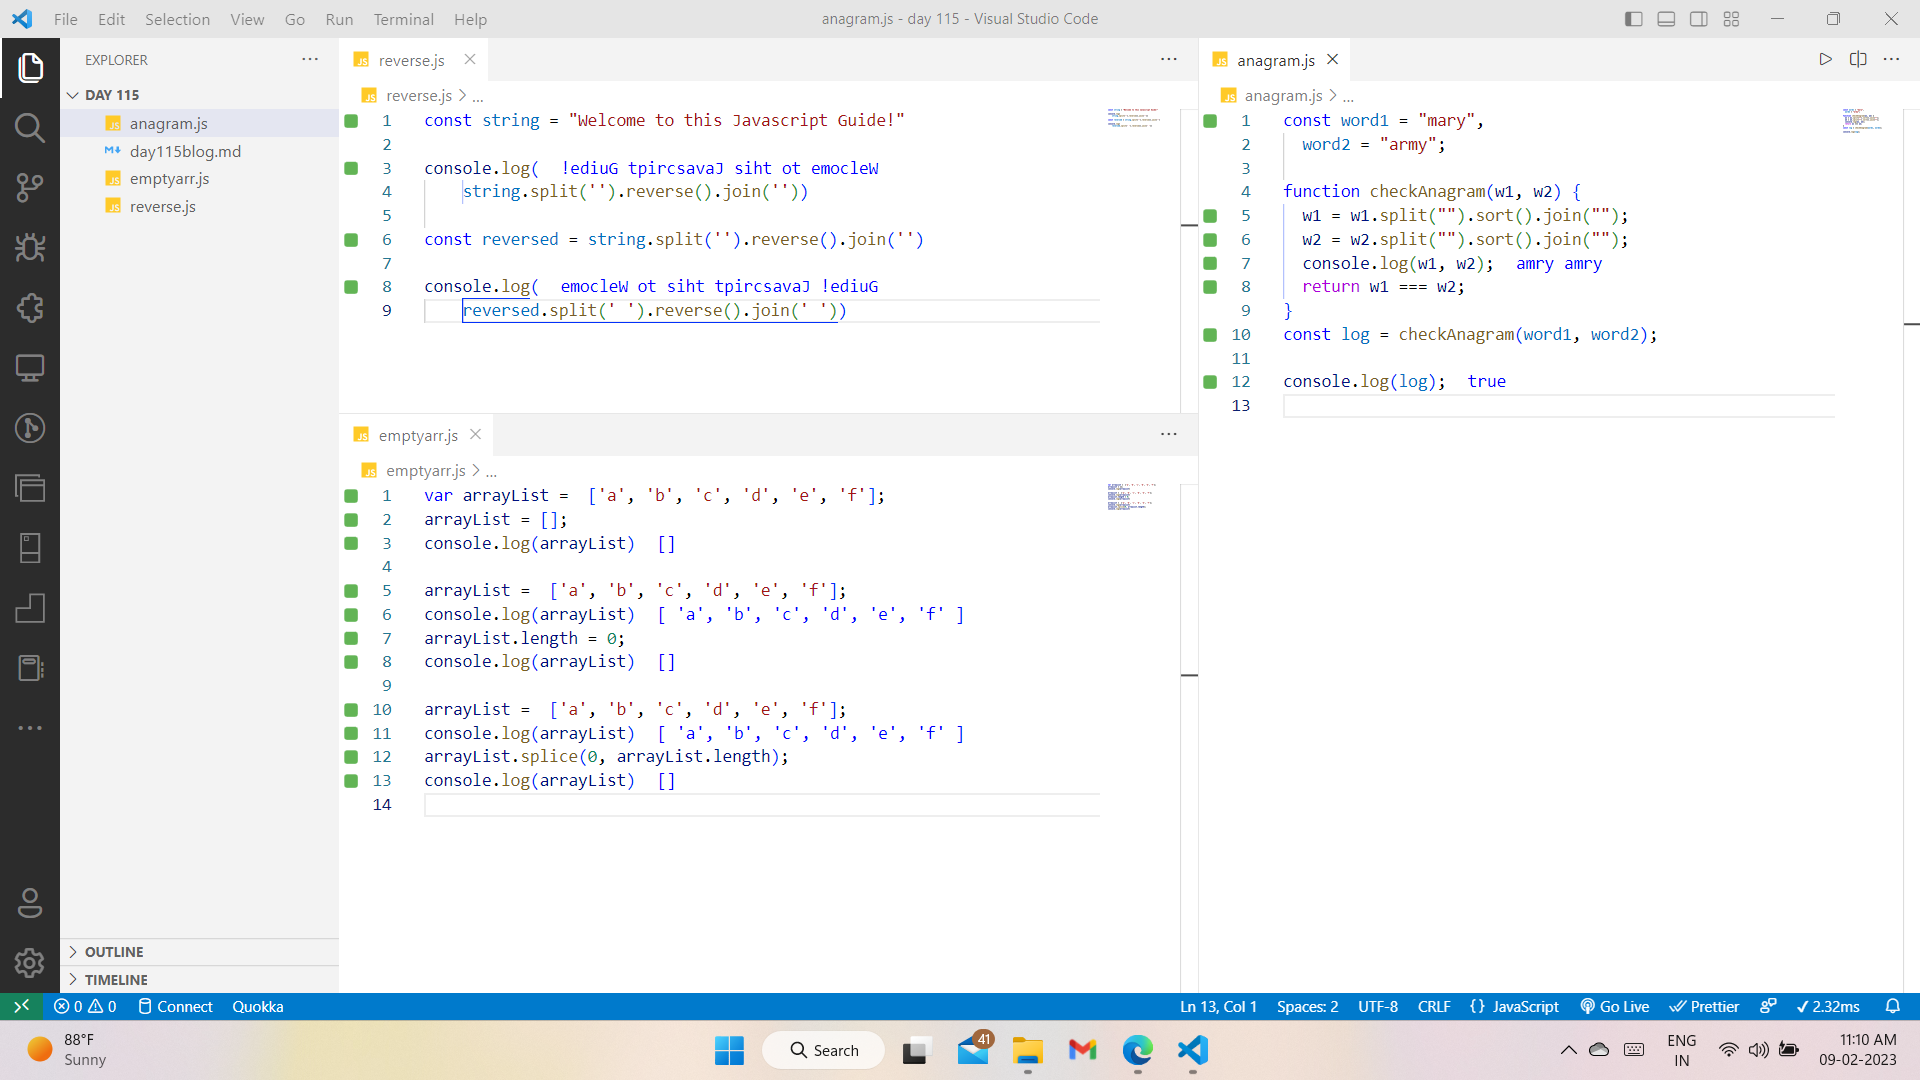 File Edit Selection View Go Run Terminal Help
anagram.js - day 115 - Visual Studio Code
EXPLORER
DAY 115
anagram.js
day115blog.md
emptyarr.js
reverse.js
OUTLINE
TIMELINE
reverse.js
reverse.js > ...
1 const string = "Welcome to this Javascript Guide!"
2
3 console.log(  !ediuG tpircsavaJ siht ot emocleW
4     string.split('').reverse().join(''))
5
6 const reversed = string.split('').reverse().join('')
7
8 console.log(  emocleW ot siht tpircsavaJ !ediuG
9     reversed.split(' ').reverse().join(' '))
emptyarr.js
emptyarr.js > ...
1 var arrayList =  ['a', 'b', 'c', 'd', 'e', 'f'];
2 arrayList = [];
3 console.log(arrayList)  []
4
5 arrayList =  ['a', 'b', 'c', 'd', 'e', 'f'];
6 console.log(arrayList)  [ 'a', 'b', 'c', 'd', 'e', 'f' ]
7 arrayList.length = 0;
8 console.log(arrayList)  []
9
10 arrayList =  ['a', 'b', 'c', 'd', 'e', 'f'];
11 console.log(arrayList)  [ 'a', 'b', 'c', 'd', 'e', 'f' ]
12 arrayList.splice(0, arrayList.length);
13 console.log(arrayList)  []
14
anagram.js
anagram.js > ...
1 const word1 = "mary",
2   word2 = "army";
3
4 function checkAnagram(w1, w2) {
5   w1 = w1.split("").sort().join("");
6   w2 = w2.split("").sort().join("");
7   console.log(w1, w2);  amry amry
8   return w1 === w2;
9 }
10 const log = checkAnagram(word1, word2);
11
12 console.log(log);  true
13
0 0 Connect Quokka
Ln 13, Col 1 Spaces: 2 UTF-8 CRLF {} JavaScript Go Live Prettier 2.32ms
88°F
Sunny
Search
41
ENG
IN
11:10 AM
09-02-2023